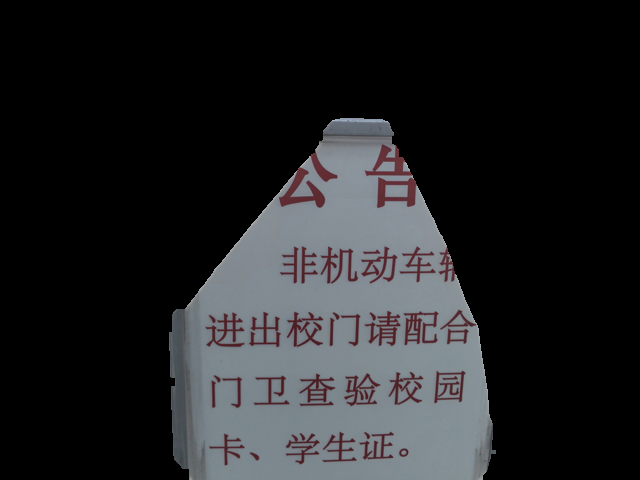 公告
非机动车辆
进出校门请配合
门卫查验校园
卡、学生证。